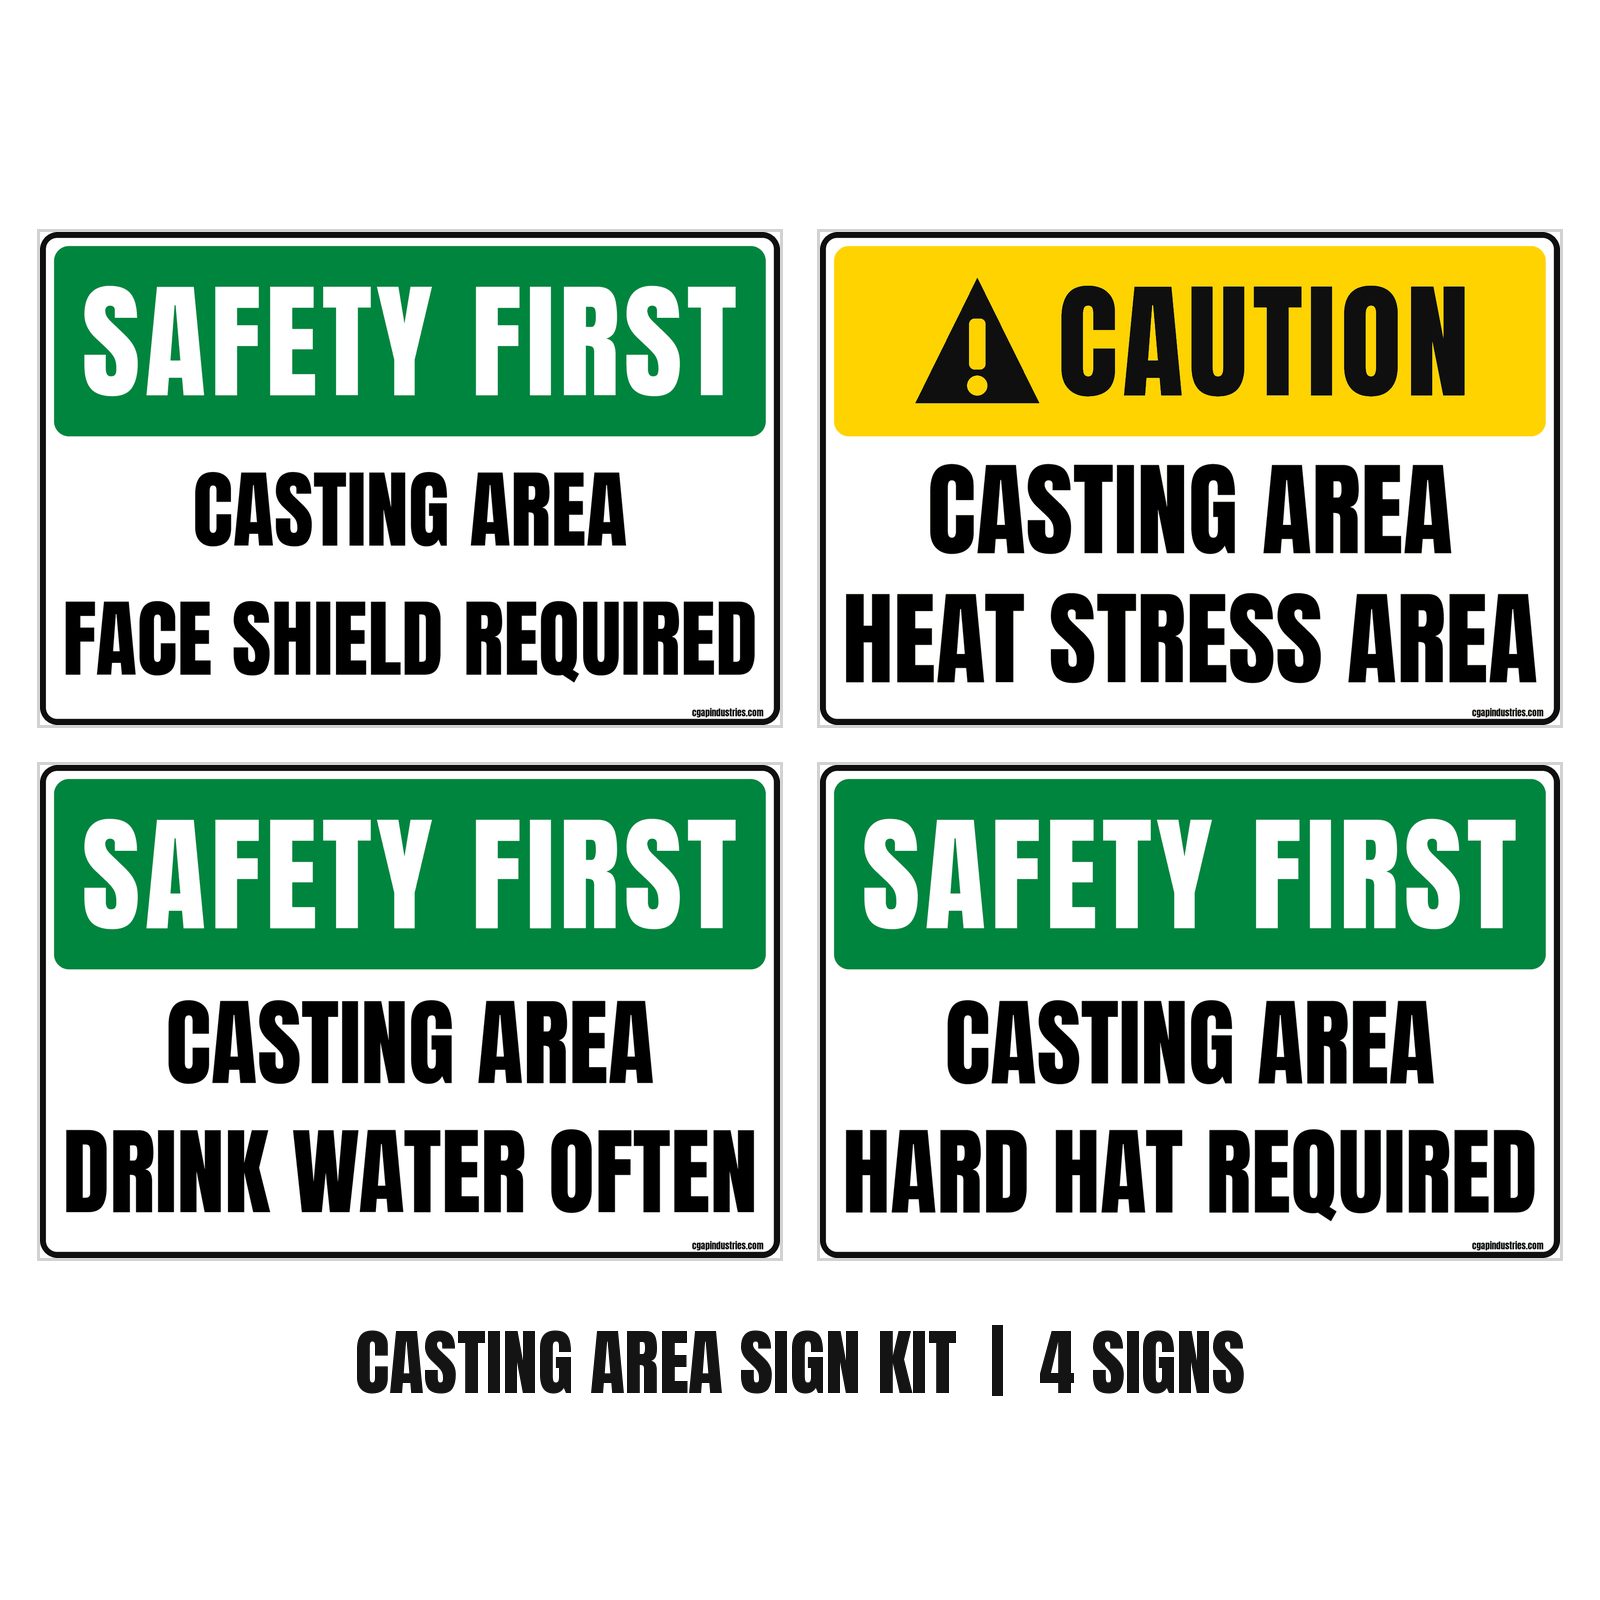 SAFETY FIRST
CASTING AREA
FACE SHIELD REQUIRED
cgapindustries.com
CAUTION
CASTING AREA
HEAT STRESS AREA
cgapindustries.com
SAFETY FIRST
CASTING AREA
DRINK WATER OFTEN
cgapindustries.com
SAFETY FIRST
CASTING AREA
HARD HAT REQUIRED
cgapindustries.com
CASTING AREA SIGN KIT | 4 SIGNS